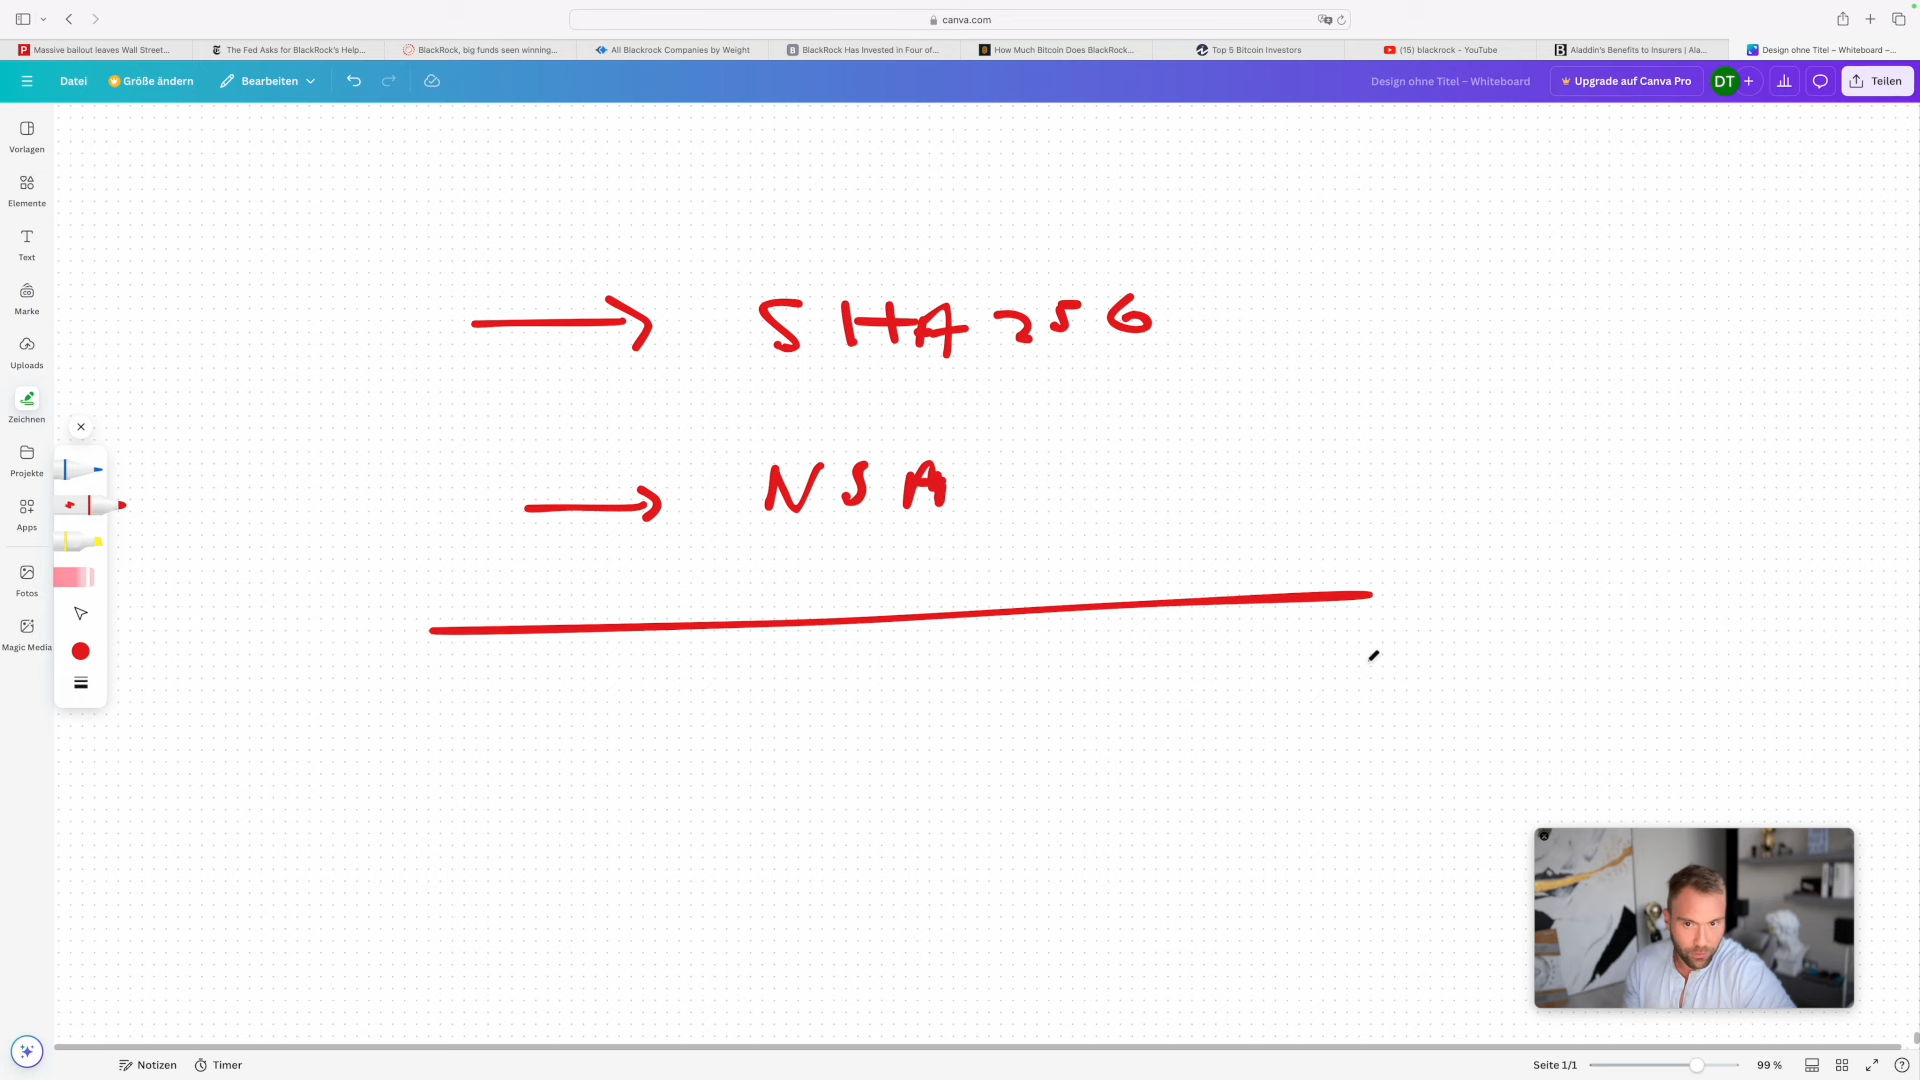 canva.com
Massive bailout leaves Wall Street...
The Fed Asks for BlackRock's Help...
BlackRock, big funds seen winning...
All Blackrock Companies by Weight
BlackRock Has Invested in Four of...
How Much Bitcoin Does BlackRock...
Top 5 Bitcoin Investors
(15) blackrock - YouTube
Aladdin's Benefits to Insurers | Ala...
Design ohne Titel – Whiteboard –...
Datei
Größe ändern
Bearbeiten
Design ohne Titel – Whiteboard
Upgrade auf Canva Pro
DT
Teilen
Vorlagen
Elemente
Text
Marke
Uploads
Zeichnen
Projekte
Apps
Fotos
Magic Media
SHA 256
NSA
Notizen
Timer
Seite 1/1
99 %